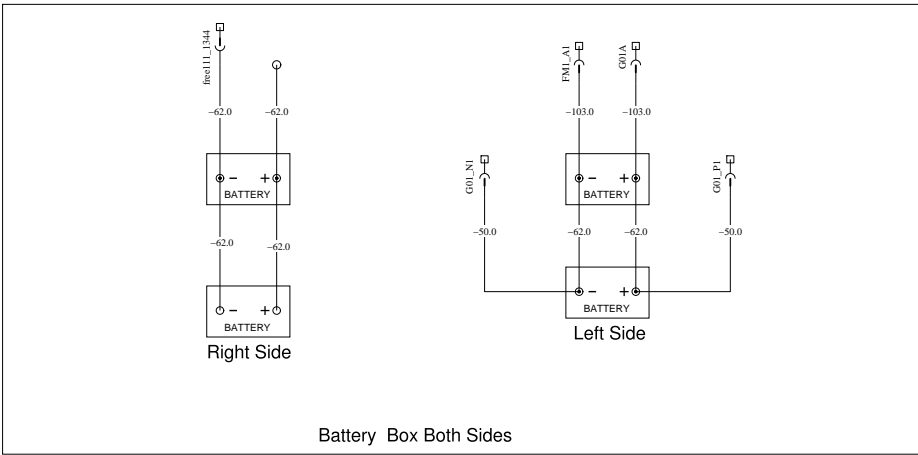 free111_1344
−62.0
−62.0
− +
BATTERY
−62.0
−62.0
− +
BATTERY
Right Side
FM1_A1
G01A
−103.0
−103.0
G01_N1
G01_P1
− +
BATTERY
−50.0
−62.0
−62.0
−50.0
− +
BATTERY
Left Side
Battery Box Both Sides